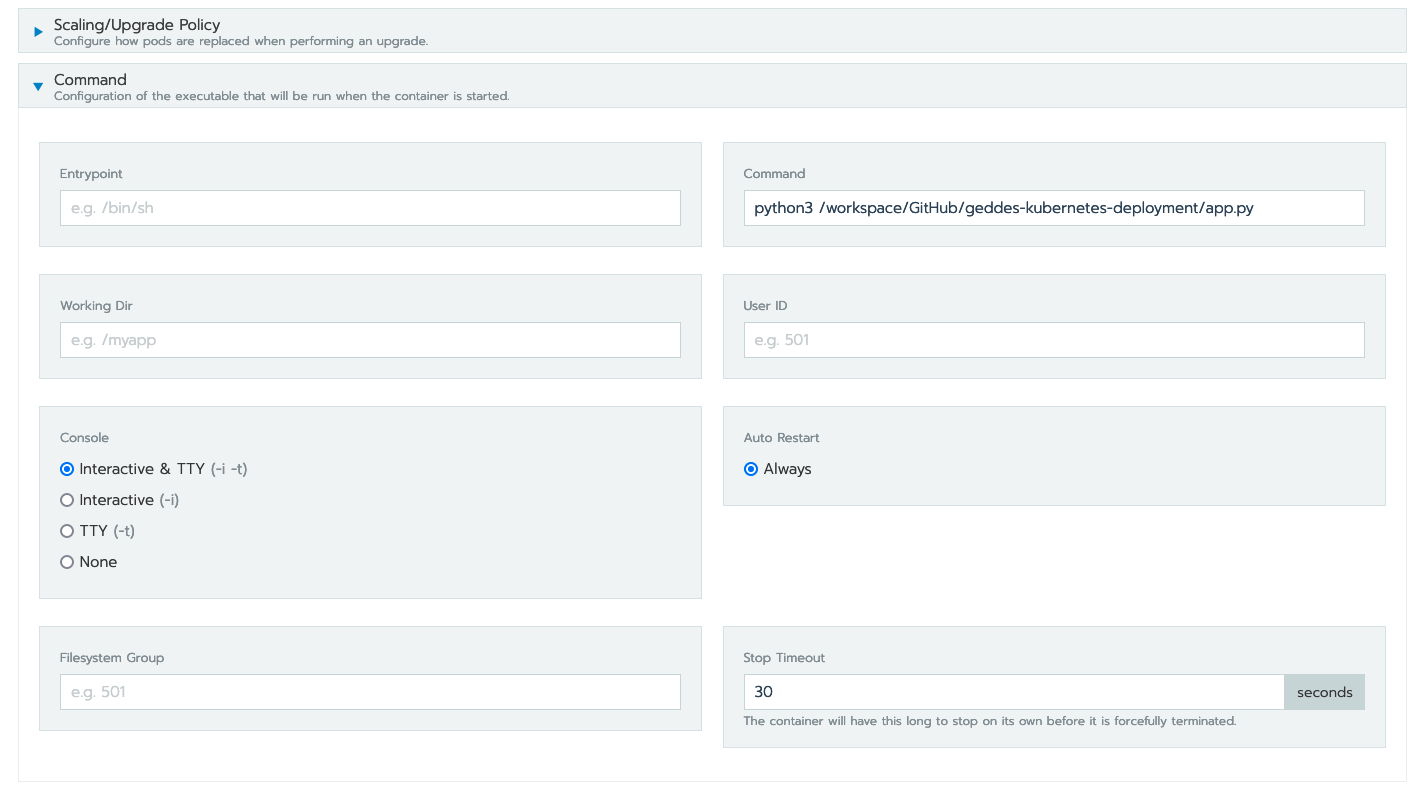 Scaling/Upgrade Policy
Configure how pods are replaced when performing an upgrade.
Command
Configuration of the executable that will be run when the container is started.
Entrypoint
e.g. /bin/sh
Command
python3 /workspace/GitHub/geddes-kubernetes-deployment/app.py
Working Dir
e.g. /myapp
User ID
e.g. 501
Console
Interactive & TTY (-i -t)
Interactive (-i)
TTY (-t)
None
Auto Restart
Always
Filesystem Group
e.g. 501
Stop Timeout
30 seconds
The container will have this long to stop on its own before it is forcefully terminated.